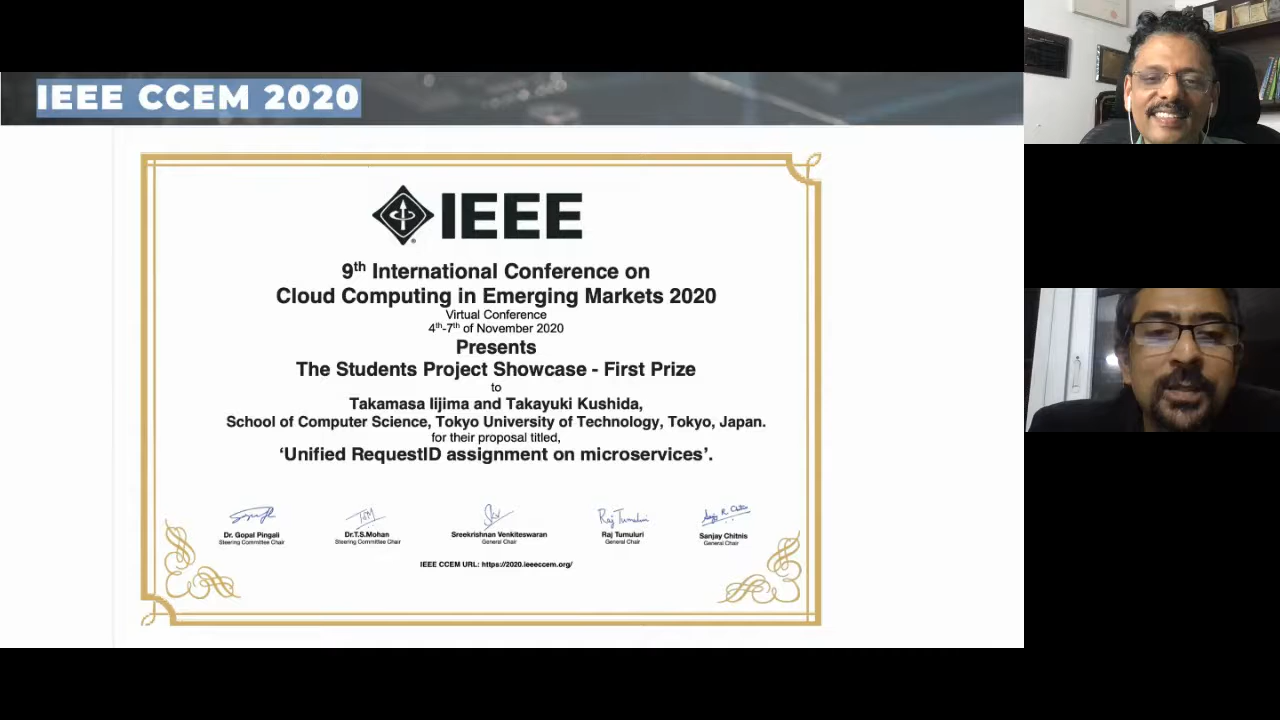 IEEE CCEM 2020
IEEE
9th International Conference on
Cloud Computing in Emerging Markets 2020
Virtual Conference
4th-7th of November 2020
Presents
The Students Project Showcase - First Prize
to
Takamasa Iijima and Takayuki Kushida,
School of Computer Science, Tokyo University of Technology, Tokyo, Japan.
for their proposal titled,
‘Unified RequestID assignment on microservices’.
Raj Tumuluri
Sanjay R Chitnis
Dr. Gopal Pingali
Dr.T.S.Mohan
Sreekrishnan Venkiteswaran
Raj Tumuluri
Sanjay Chitnis
Steering Committee Chair
Steering Committee Chair
General Chair
General Chair
General Chair
IEEE CCEM URL: https://2020.ieeeccem.org/